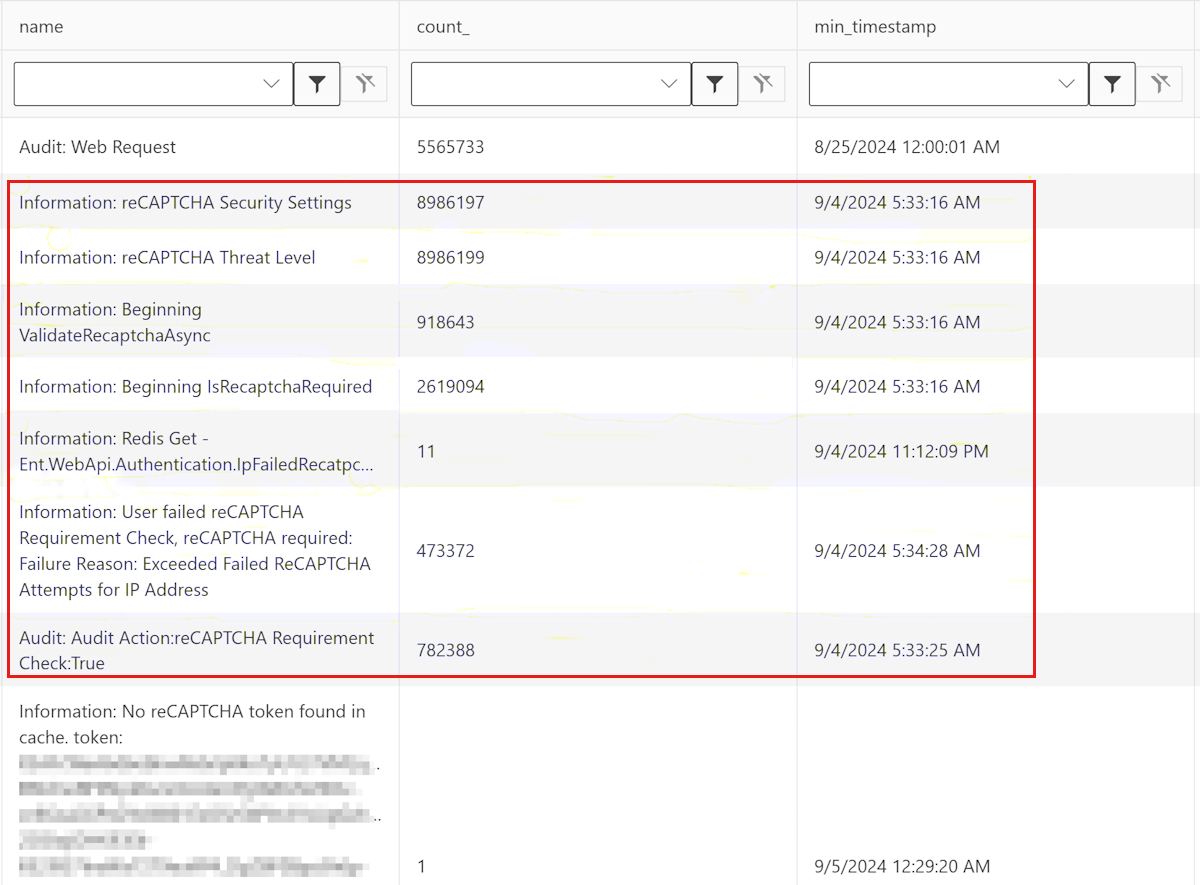 name count_ min_timestamp
Audit: Web Request 5565733 8/25/2024 12:00:01 AM
Information: reCAPTCHA Security Settings 8986197 9/4/2024 5:33:16 AM
Information: reCAPTCHA Threat Level 8986199 9/4/2024 5:33:16 AM
Information: Beginning
ValidateRecaptchaAsync 918643 9/4/2024 5:33:16 AM
Information: Beginning IsRecaptchaRequired 2619094 9/4/2024 5:33:16 AM
Information: Redis Get -
Ent.WebApi.Authentication.IpFailedRecatpc... 11 9/4/2024 11:12:09 PM
Information: User failed reCAPTCHA
Requirement Check, reCAPTCHA required:
Failure Reason: Exceeded Failed ReCAPTCHA
Attempts for IP Address 473372 9/4/2024 5:34:28 AM
Audit: Audit Action:reCAPTCHA Requirement
Check:True 782388 9/4/2024 5:33:25 AM
Information: No reCAPTCHA token found in
cache. token:
1 9/5/2024 12:29:20 AM